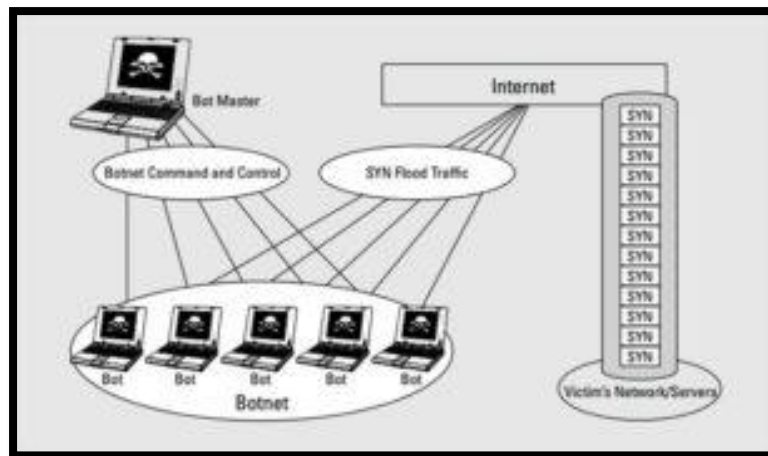 Bot Master
Internet
Botnet Command and Control
SYN Flood Traffic
SYN
SYN
SYN
SYN
SYN
SYN
SYN
SYN
SYN
SYN
SYN
SYN
SYN
Bot
Bot
Bot
Bot
Bot
Botnet
Victim's Network/Servers